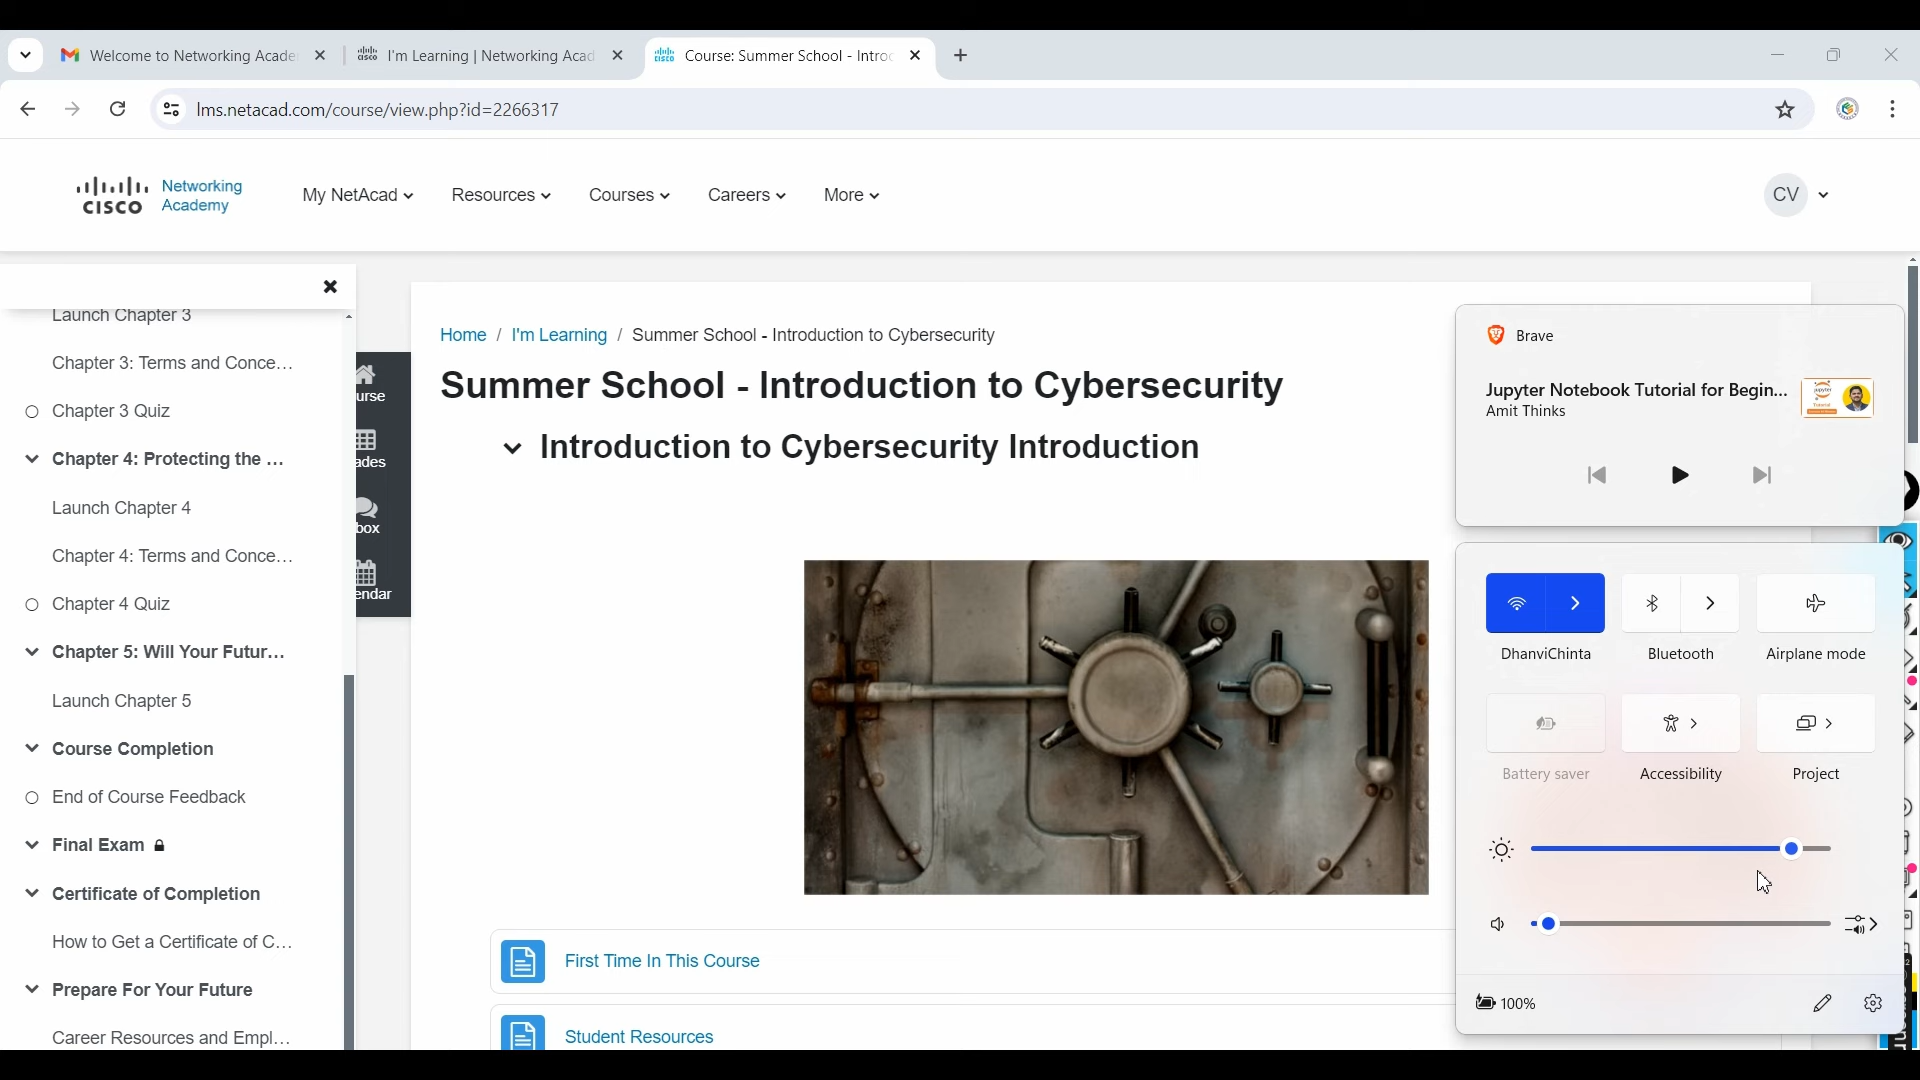 Welcome to Networking Acade
I'm Learning | Networking Acad
Course: Summer School - Introd
lms.netacad.com/course/view.php?id=2266317
CISCO
Networking
Academy
My NetAcad
Resources
Courses
Careers
More
CV
Launch Chapter 3
Chapter 3: Terms and Conce...
Chapter 3 Quiz
Chapter 4: Protecting the ...
Launch Chapter 4
Chapter 4: Terms and Conce...
Chapter 4 Quiz
Chapter 5: Will Your Futur...
Launch Chapter 5
Course Completion
End of Course Feedback
Final Exam
Certificate of Completion
How to Get a Certificate of C...
Prepare For Your Future
Career Resources and Empl...
urse
ades
box
endar
Home / I'm Learning / Summer School - Introduction to Cybersecurity
Summer School - Introduction to Cybersecurity
Introduction to Cybersecurity Introduction
First Time In This Course
Student Resources
Brave
Jupyter Notebook Tutorial for Begin...
Amit Thinks
DhanviChinta
Bluetooth
Airplane mode
Battery saver
Accessibility
Project
100%